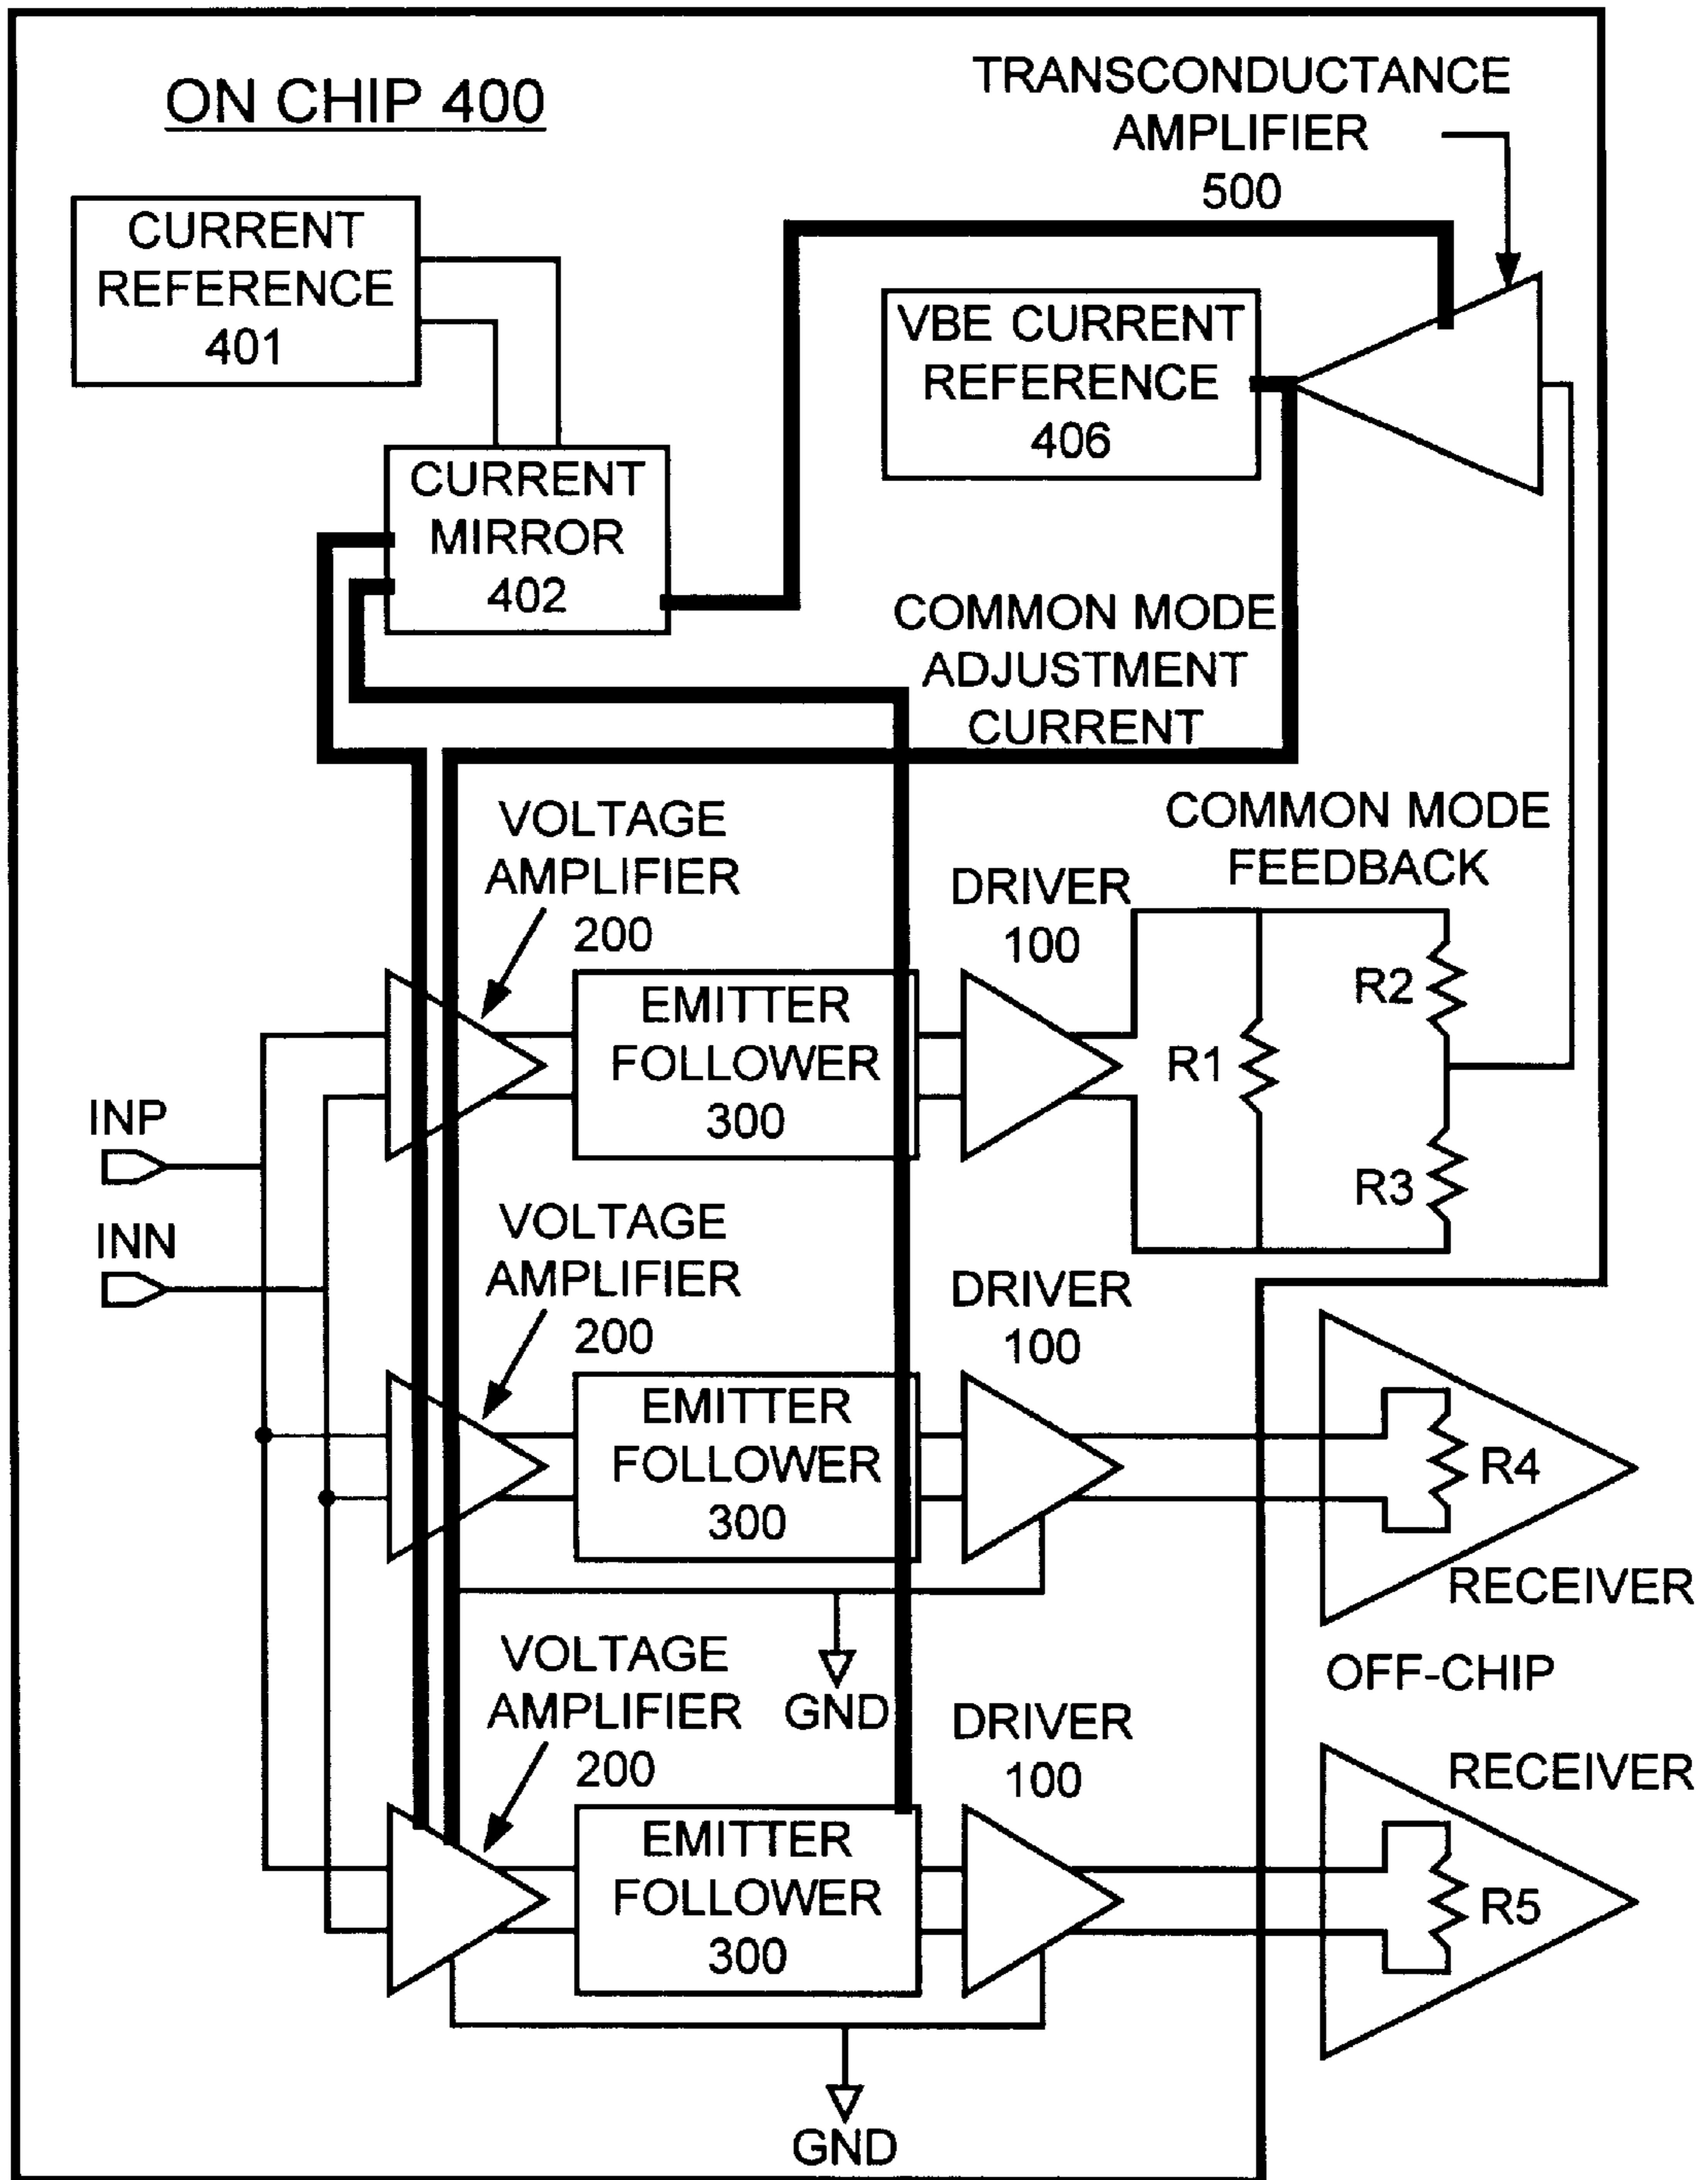 ON CHIP 400
TRANSCONDUCTANCE
AMPLIFIER
500
CURRENT
REFERENCE
401
VBE CURRENT
REFERENCE
406
CURRENT
MIRROR
402
COMMON MODE
ADJUSTMENT
CURRENT
VOLTAGE
AMPLIFIER
200
COMMON MODE
FEEDBACK
DRIVER
100
EMITTER
FOLLOWER
300
R1
R2
R3
INP
INN
VOLTAGE
AMPLIFIER
200
DRIVER
100
EMITTER
FOLLOWER
300
R4
RECEIVER
GND
OFF-CHIP
VOLTAGE
AMPLIFIER
200
DRIVER
100
RECEIVER
EMITTER
FOLLOWER
300
R5
GND